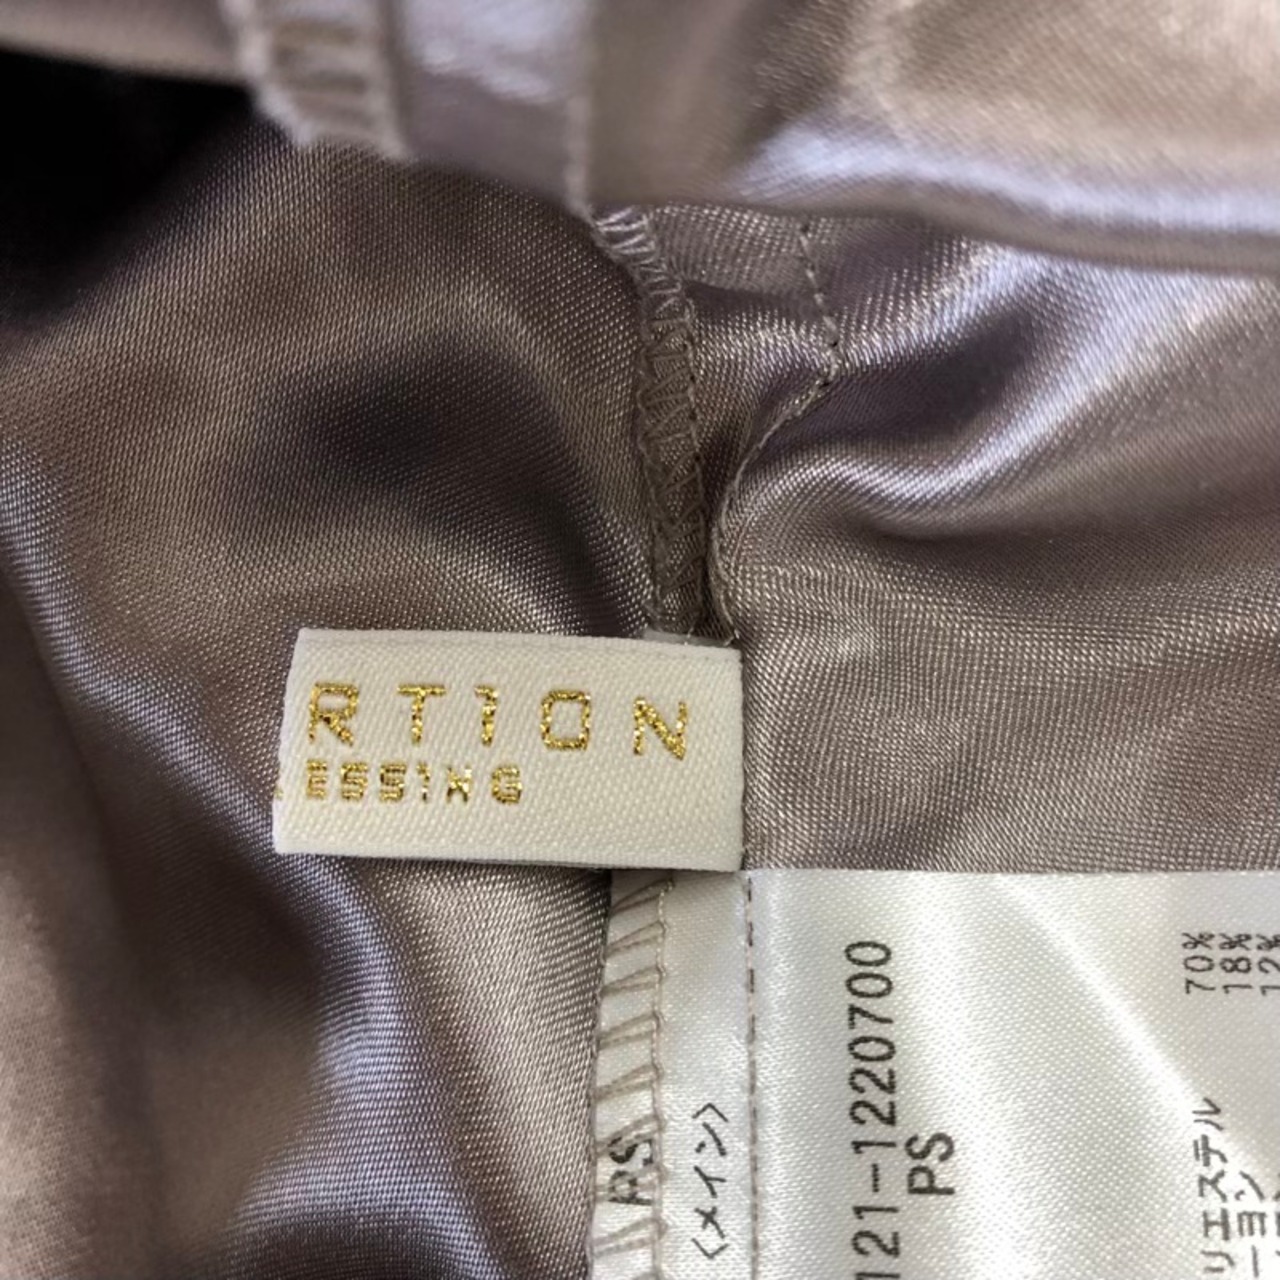 RTION
ESSING
PS
〈メイン〉
121-1220700
PS
70%
18%
12%
リエステル
ーヨン